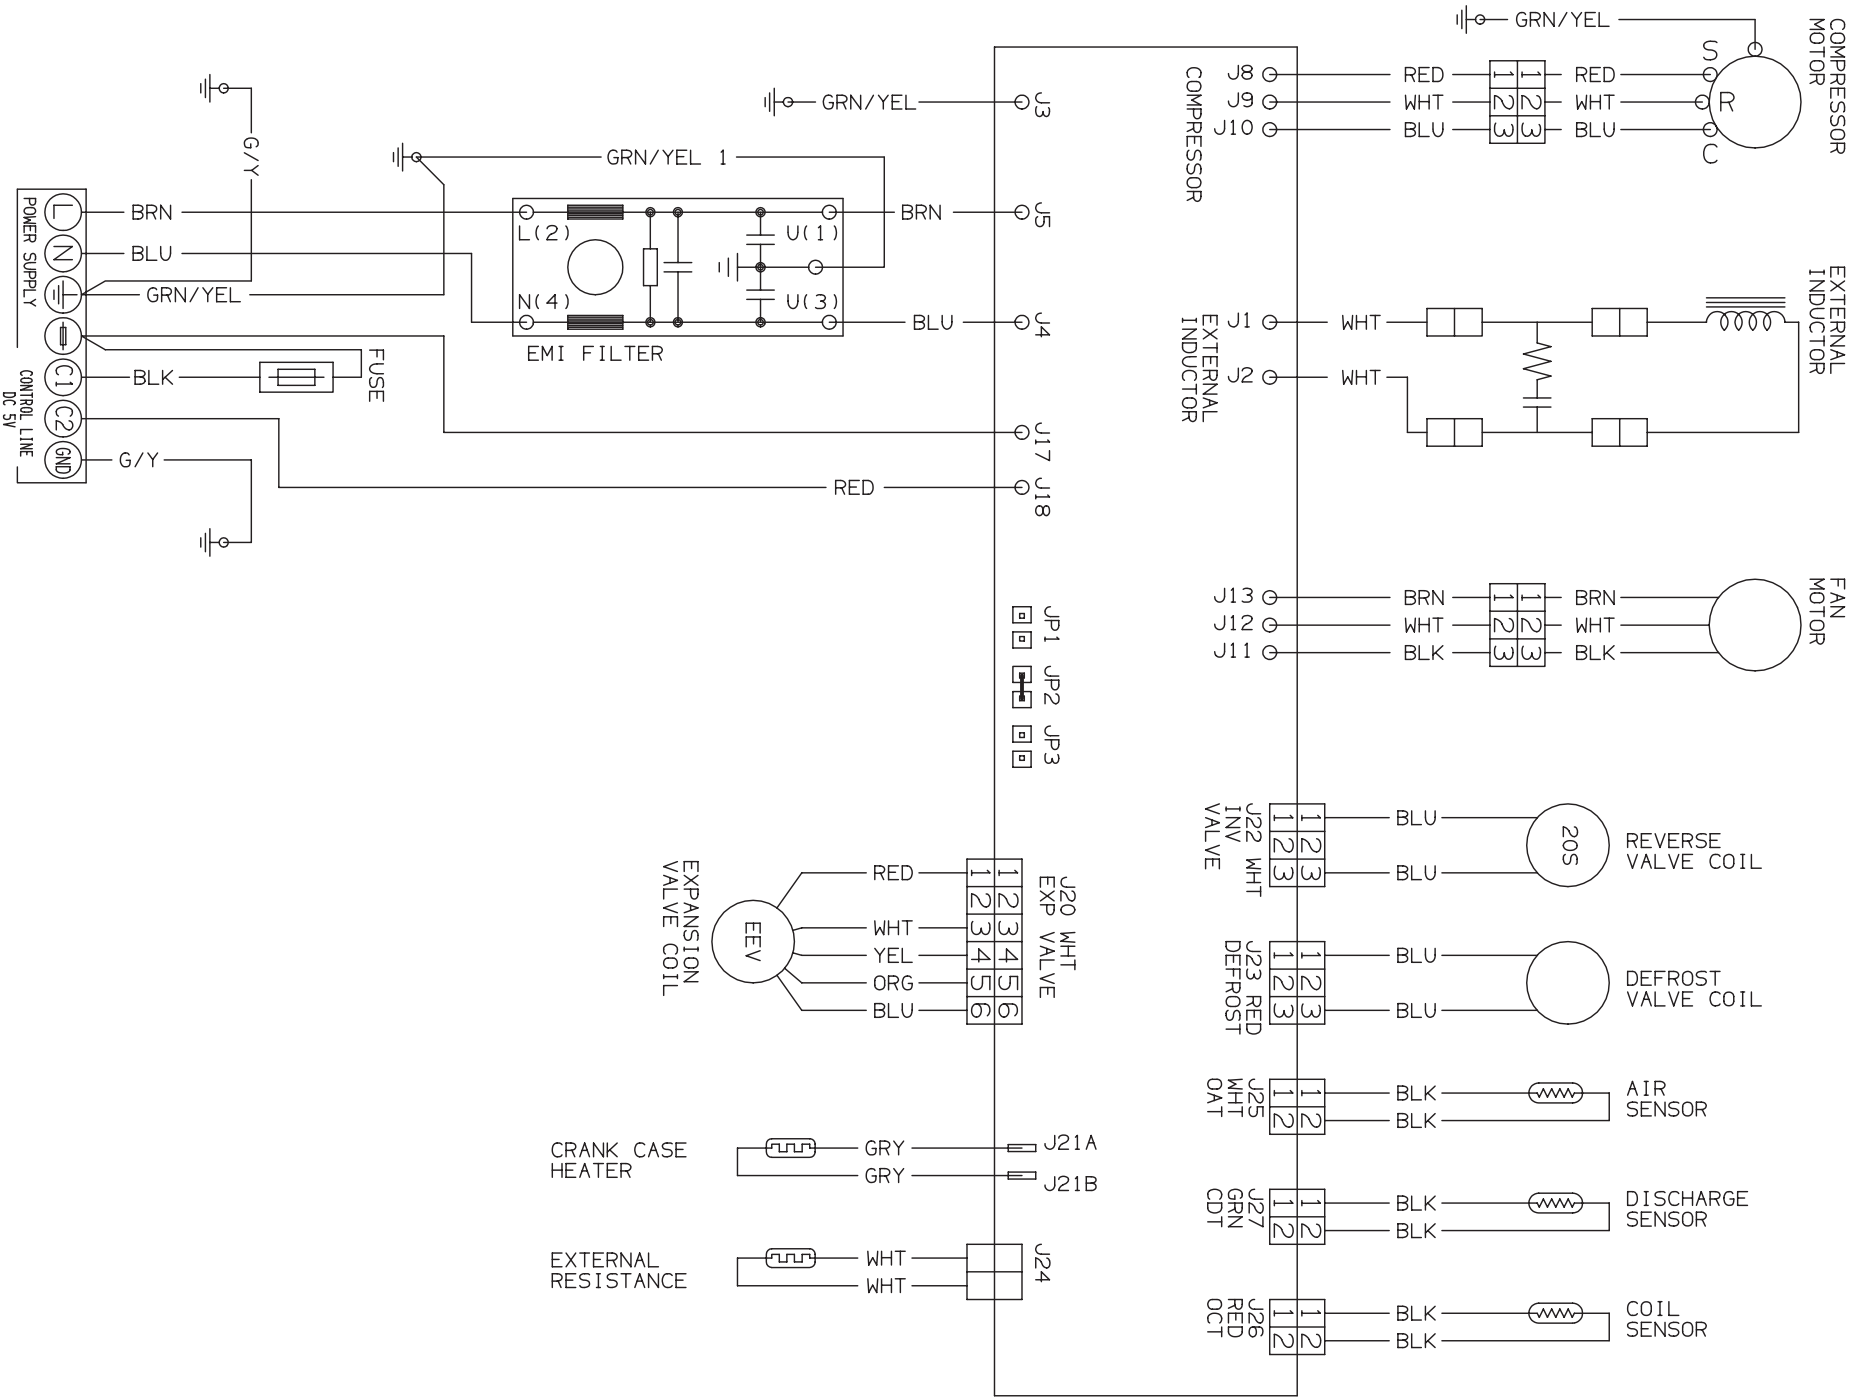 GRN/YEL
COMPRESSOR
MOTOR
S
R
C
J8
J9
J10
COMPRESSOR
RED
WHT
BLU
1 1
2 2
3 3
RED
WHT
BLU
GRN/YEL
J3
G/Y
GRN/YEL 1
POWER SUPPLY
L
N
BRN
BLU
GRN/YEL
L(2)
N(4)
U(1)
U(3)
EMI FILTER
BRN
J5
BLU
J4
EXTERNAL
INDUCTOR
J1
J2
WHT
WHT
EXTERNAL
INDUCTOR
FUSE
CONTROL LINE
DC 5V
C1
C2
GND
BLK
G/Y
RED
J17
J18
J13
J12
J11
BRN
WHT
BLK
1 1
2 2
3 3
BRN
WHT
BLK
FAN
MOTOR
JP1
JP2
JP3
EXPANSION
VALVE COIL
EEV
RED
WHT
YEL
ORG
BLU
1 1
2 2
3 3
4 4
5 5
6 6
J20 WHT
EXP VALVE
J22 WHT
INV
VALVE
1 1
2 2
3 3
BLU
BLU
20S
REVERSE
VALVE COIL
J23 RED
DEFROST
1 1
2 2
3 3
BLU
BLU
DEFROST
VALVE COIL
J25
WHT
OAT
1 1
2 2
BLK
BLK
AIR
SENSOR
CRANK CASE
HEATER
GRY
GRY
J21A
J21B
J27
GRN
CDT
1 1
2 2
BLK
BLK
DISCHARGE
SENSOR
EXTERNAL
RESISTANCE
WHT
WHT
J24
J26
RED
OCT
1 1
2 2
BLK
BLK
COIL
SENSOR